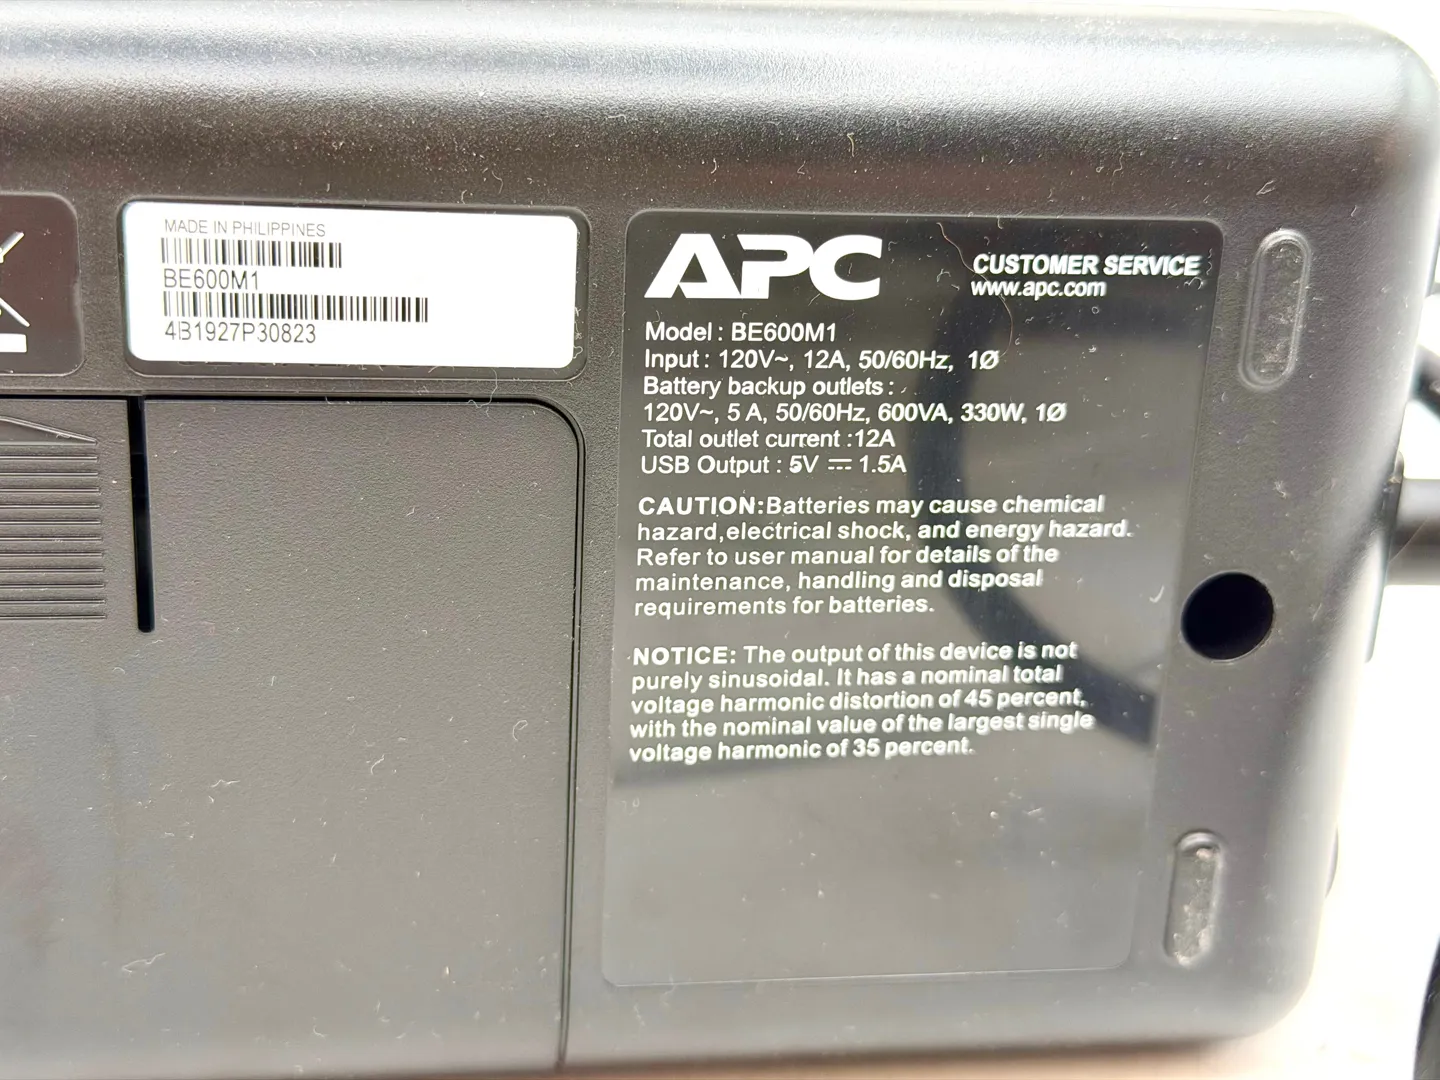 MADE IN PHILIPPINES
BE600M1
4B1927P30823
APC
CUSTOMER SERVICE
www.apc.com
Model : BE600M1
Input : 120V~, 12A, 50/60Hz, 1Ø
Battery backup outlets :
120V~, 5 A, 50/60Hz, 600VA, 330W, 1Ø
Total outlet current :12A
USB Output : 5V ⎓ 1.5A
CAUTION:Batteries may cause chemical
hazard,electrical shock, and energy hazard.
Refer to user manual for details of the
maintenance, handling and disposal
requirements for batteries.
NOTICE: The output of this device is not
purely sinusoidal. It has a nominal total
voltage harmonic distortion of 45 percent,
with the nominal value of the largest single
voltage harmonic of 35 percent.